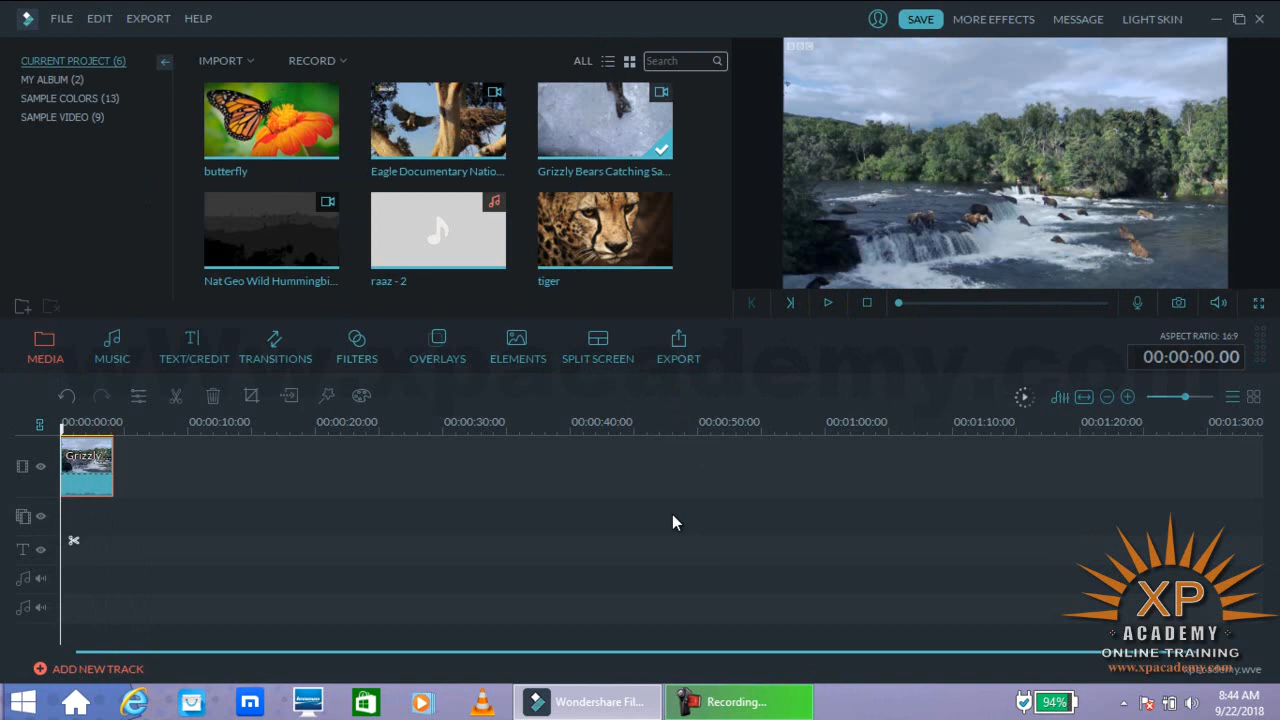 FILE EDIT EXPORT HELP
SAVE MORE EFFECTS MESSAGE LIGHT SKIN
CURRENT PROJECT (6)
MY ALBUM (2)
SAMPLE COLORS (13)
SAMPLE VIDEO (9)
IMPORT RECORD ALL Search
butterfly Eagle Documentary Natio... Grizzly Bears Catching Sa...
Nat Geo Wild Hummingbi... raaz - 2 tiger
MEDIA MUSIC TEXT/CREDIT TRANSITIONS FILTERS OVERLAYS ELEMENTS SPLIT SCREEN EXPORT
ASPECT RATIO: 16:9
00:00:00.00
00:00:00:00 00:00:10:00 00:00:20:00 00:00:30:00 00:00:40:00 00:00:50:00 00:01:00:00 00:01:10:00 00:01:20:00 00:01:30:0
Grizzly...
XP
ACADEMY
ONLINE TRAINING
www.xpacademy.com
ADD NEW TRACK
xpacademy.wve
Wondershare Fil... Recording... 94% 8:44 AM
9/22/2018